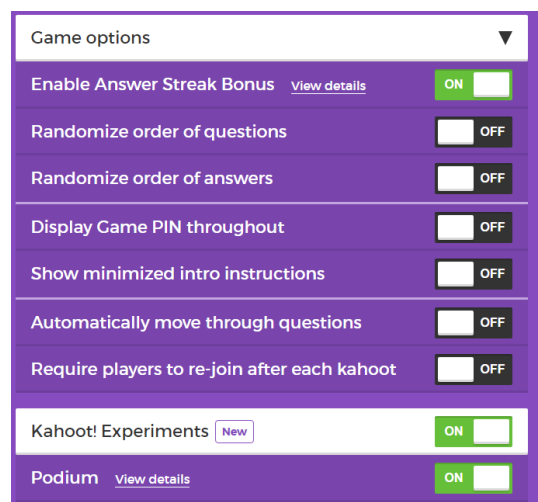 Game options ▼
Enable Answer Streak Bonus View details ON
Randomize order of questions OFF
Randomize order of answers OFF
Display Game PIN throughout OFF
Show minimized intro instructions OFF
Automatically move through questions OFF
Require players to re-join after each kahoot OFF
Kahoot! Experiments New ON
Podium View details ON